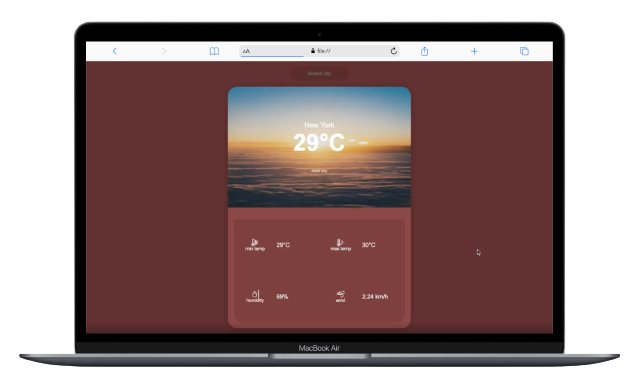 AA
file://
Search city
New York
29°C
clear sky
min temp
29°C
max temp
30°C
humidity
69%
wind
2.24 km/h
MacBook Air